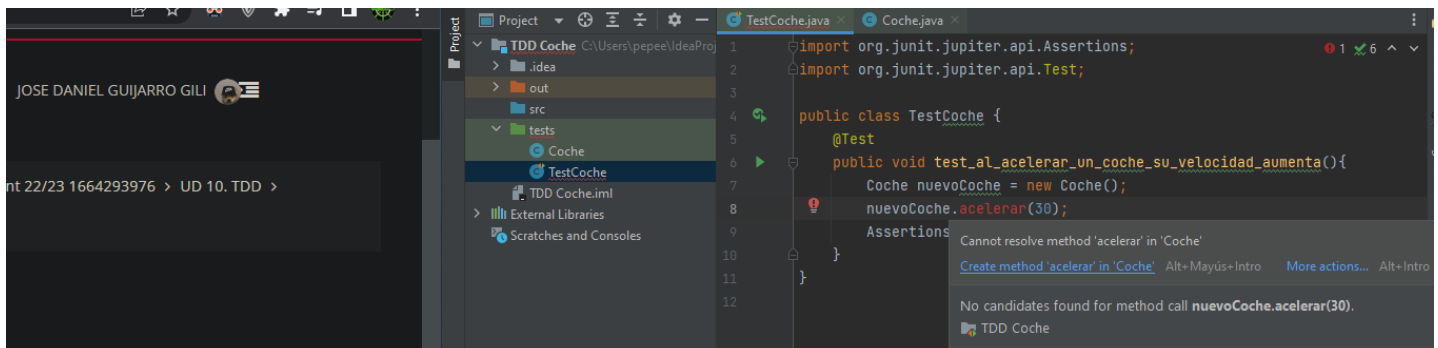 JOSE DANIEL GUIJARRO GILI
nt 22/23 1664293976 > UD 10. TDD >
Project
Project
TDD Coche C:\Users\pepee\IdeaProj
.idea
out
src
tests
Coche
TestCoche
TDD Coche.iml
External Libraries
Scratches and Consoles
TestCoche.java
Coche.java
1 import org.junit.jupiter.api.Assertions;
1 6
2 import org.junit.jupiter.api.Test;
3
4 public class TestCoche {
5 @Test
6 public void test_al_acelerar_un_coche_su_velocidad_aumenta(){
7 Coche nuevoCoche = new Coche();
8 nuevoCoche.acelerar(30);
9 Assertions
10 }
11 }
12
Cannot resolve method 'acelerar' in 'Coche'
Create method 'acelerar' in 'Coche' Alt+Mayús+Intro More actions... Alt+Intro
No candidates found for method call nuevoCoche.acelerar(30).
TDD Coche